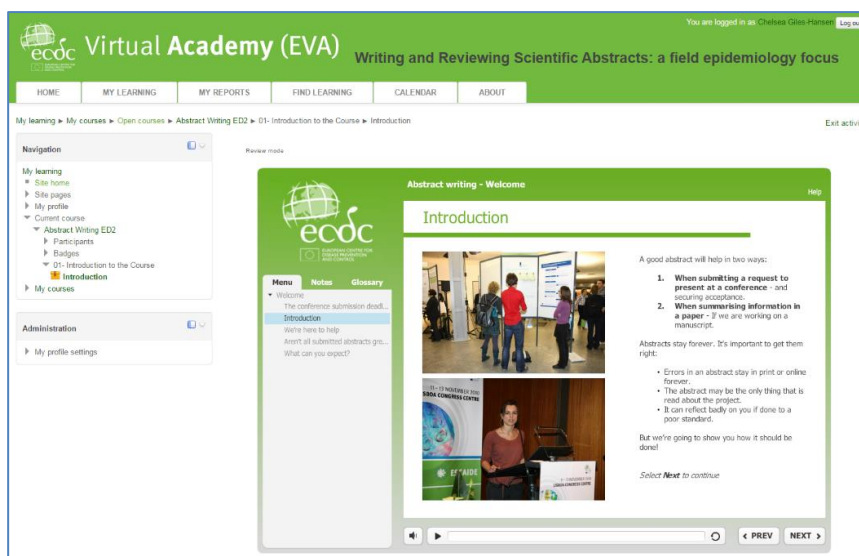 You are logged in as Chelsea Giles-Hansen
ecdc
EUROPEAN CENTRE FOR DISEASE PREVENTION AND CONTROL
Virtual Academy (EVA)
Writing and Reviewing Scientific Abstracts: a field epidemiology focus
HOME
MY LEARNING
MY REPORTS
FIND LEARNING
CALENDAR
ABOUT
My learning ▶ My courses ▶ Open courses ▶ Abstract Writing ED2 ▶ 01- Introduction to the Course ▶ Introduction
Exit
Navigation
My learning
Site home
Site pages
My profile
Current course
Abstract Writing ED2
Participants
Badges
01- Introduction to the Course
Introduction
My courses
Administration
My profile settings
Review mode
ecdc
EUROPEAN CENTRE FOR
DISEASE PREVENTION
AND CONTROL
Menu
Notes
Glossary
Welcome
The conference submission deadl...
Introduction
We're here to help
Aren't all submitted abstracts gre...
What can you expect?
Abstract writing - Welcome
Help
Introduction
A good abstract will help in two ways:
1. When submitting a request to
present at a conference - and
securing acceptance.
2. When summarising information in
a paper - If we are working on a
manuscript.
Abstracts stay forever. It's important to get them
right:
• Errors in an abstract stay in print or online
forever.
• The abstract may be the only thing that is
read about the project.
• It can reflect badly on you if done to a
poor standard.
But we're going to show you how it should be
done!
Select Next to continue
CONGRESS CENTRE
PREV
NEXT